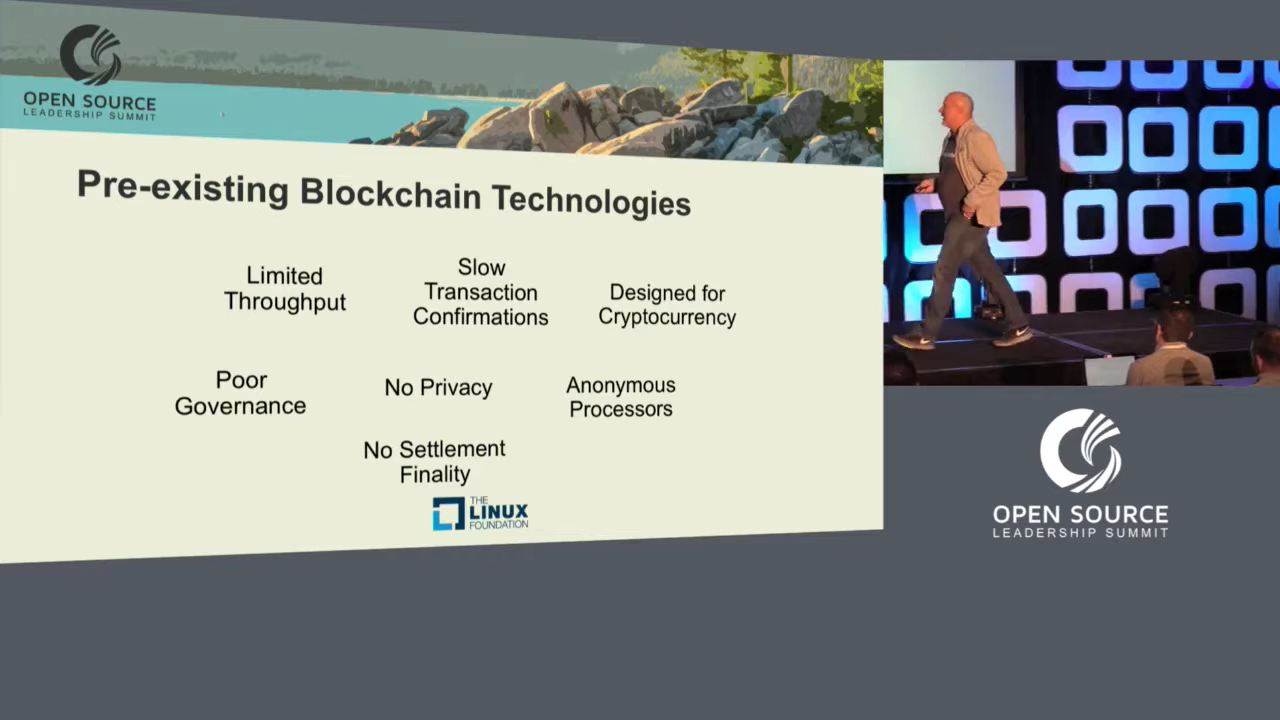 OPEN SOURCE
LEADERSHIP SUMMIT
Pre-existing Blockchain Technologies
Limited
Throughput
Slow
Transaction
Confirmations
Designed for
Cryptocurrency
Poor
Governance
No Privacy
Anonymous
Processors
No Settlement
Finality
THE
LINUX
FOUNDATION
OPEN SOURCE
LEADERSHIP SUMMIT